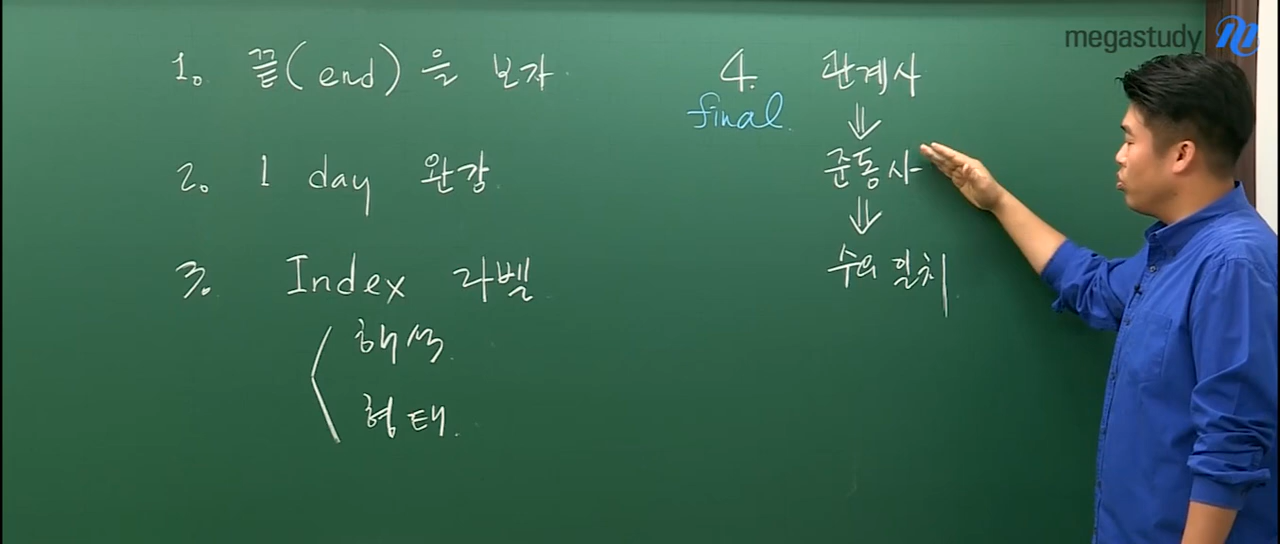 megastudy
1. 끝(end)을 보자.
2. 1 day 완강
3. Index 라벨
해석.
형태.
4. 관계사
final.
⇓
준동사
⇓
수의 일치